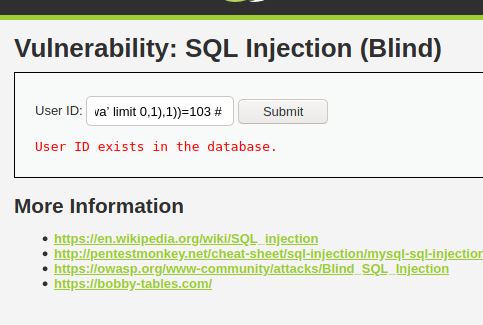 Vulnerability: SQL Injection (Blind)
User ID: va’ limit 0,1),1))=103 # Submit
User ID exists in the database.
More Information
https://en.wikipedia.org/wiki/SQL_injection
http://pentestmonkey.net/cheat-sheet/sql-injection/mysql-sql-injection
https://owasp.org/www-community/attacks/Blind_SQL_Injection
https://bobby-tables.com/